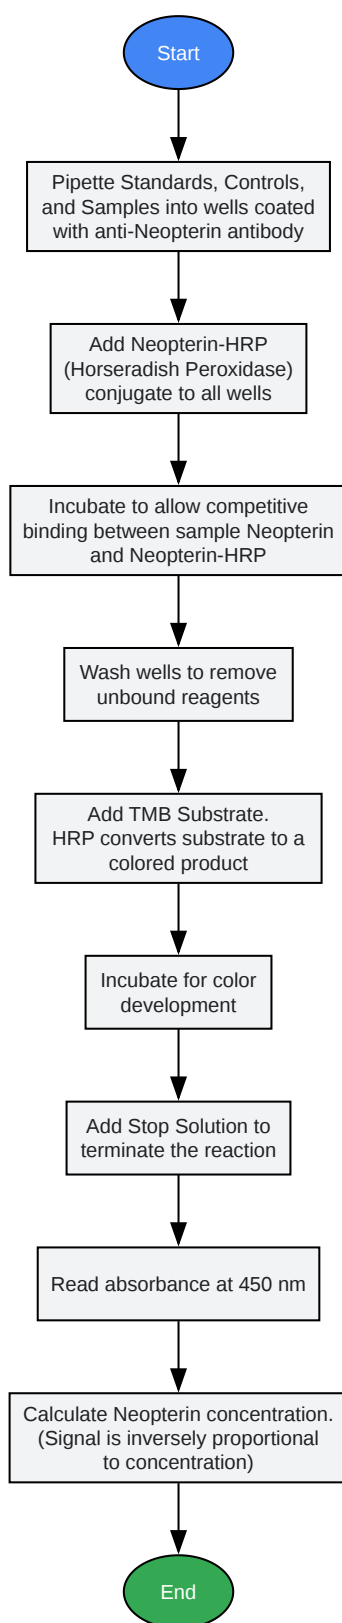 Start
Pipette Standards, Controls,
and Samples into wells coated
with anti-Neopterin antibody
Add Neopterin-HRP
(Horseradish Peroxidase)
conjugate to all wells
Incubate to allow competitive
binding between sample Neopterin
and Neopterin-HRP
Wash wells to remove
unbound reagents
Add TMB Substrate.
HRP converts substrate to a
colored product
Incubate for color
development
Add Stop Solution to
terminate the reaction
Read absorbance at 450 nm
Calculate Neopterin concentration.
(Signal is inversely proportional
to concentration)
End